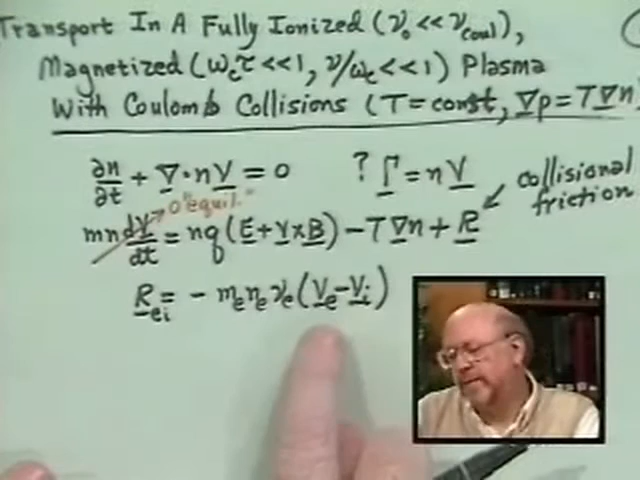 Transport In A Fully Ionized (ν₀ << ν_coul),
Magnetized (ω_c τ << 1, ν/ω_c << 1) Plasma
With Coulomb Collisions (T = const, ∇p = T∇n)
∂n/∂t + ∇·nV = 0 ? Γ = nV collisional friction
0 "equil."
mn dV/dt = nq(E + V×B) − T∇n + R
R_ei = − m_e n_e ν_e (V_e − V_i)